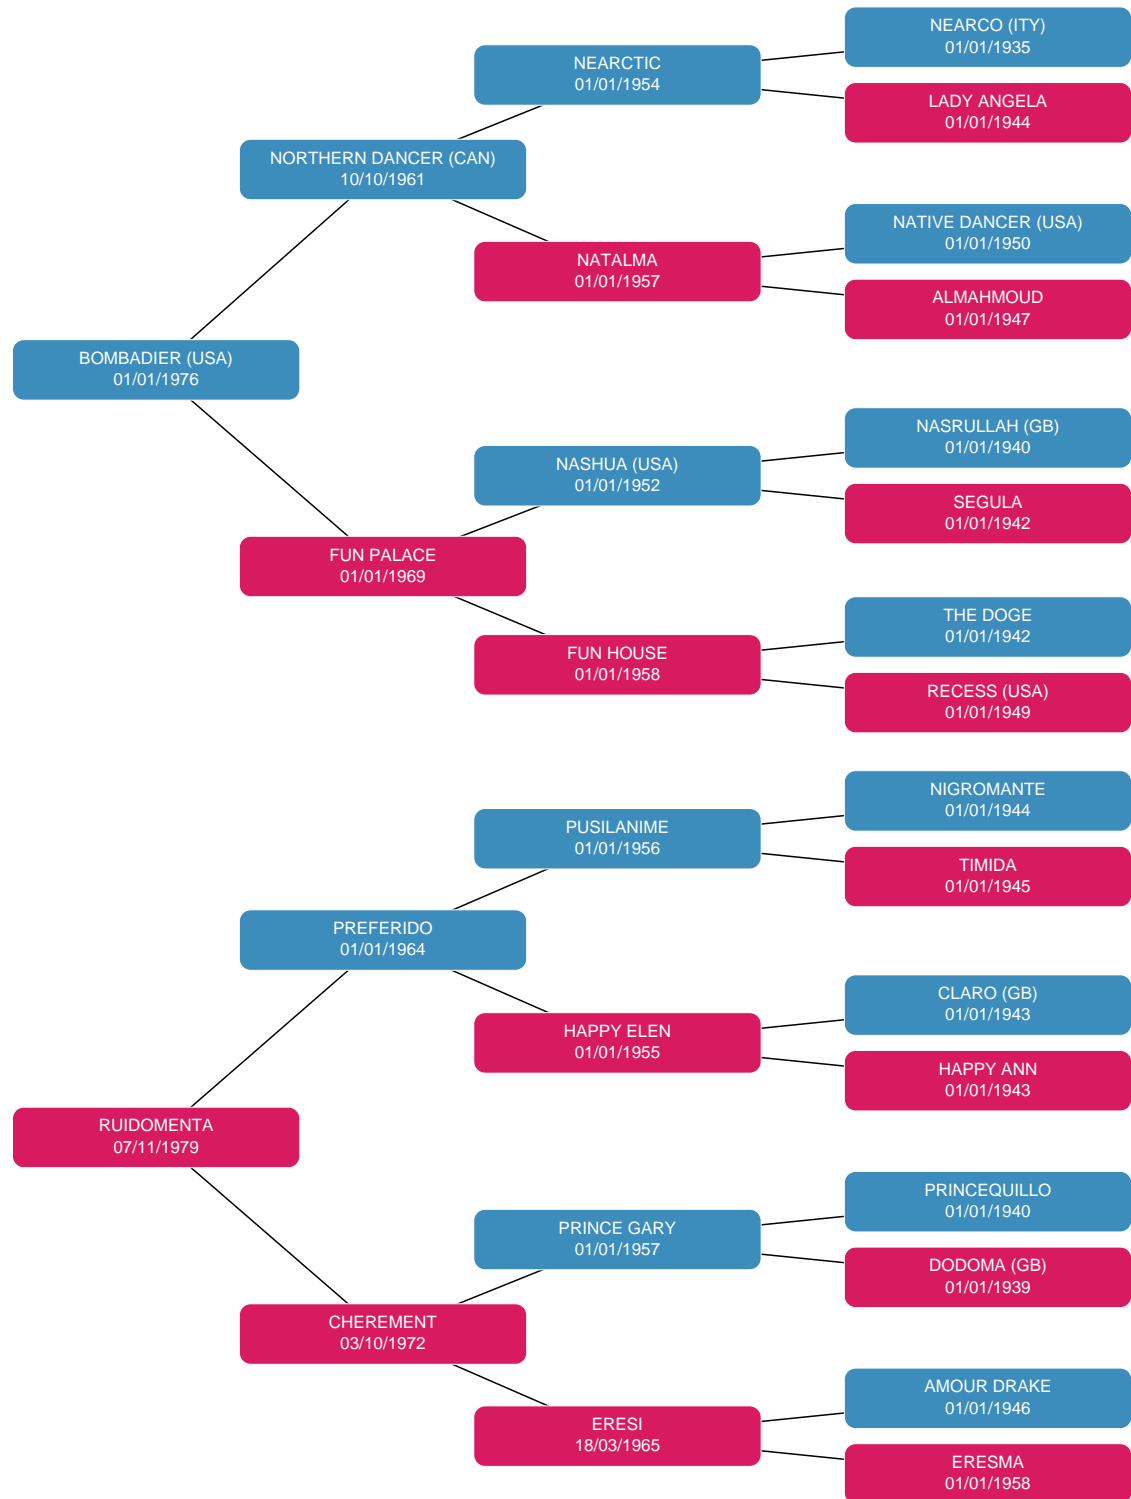 NEARCO (ITY)
01/01/1935
NEARCTIC
01/01/1954
LADY ANGELA
01/01/1944
NORTHERN DANCER (CAN)
10/10/1961
NATIVE DANCER (USA)
01/01/1950
NATALMA
01/01/1957
ALMAHMOUD
01/01/1947
BOMBADIER (USA)
01/01/1976
NASRULLAH (GB)
01/01/1940
NASHUA (USA)
01/01/1952
SEGULA
01/01/1942
FUN PALACE
01/01/1969
THE DOGE
01/01/1942
FUN HOUSE
01/01/1958
RECESS (USA)
01/01/1949
NIGROMANTE
01/01/1944
PUSILANIME
01/01/1956
TIMIDA
01/01/1945
PREFERIDO
01/01/1964
CLARO (GB)
01/01/1943
HAPPY ELEN
01/01/1955
HAPPY ANN
01/01/1943
RUIDOMENTA
07/11/1979
PRINCEQUILLO
01/01/1940
PRINCE GARY
01/01/1957
DODOMA (GB)
01/01/1939
CHEREMENT
03/10/1972
AMOUR DRAKE
01/01/1946
ERESI
18/03/1965
ERESMA
01/01/1958